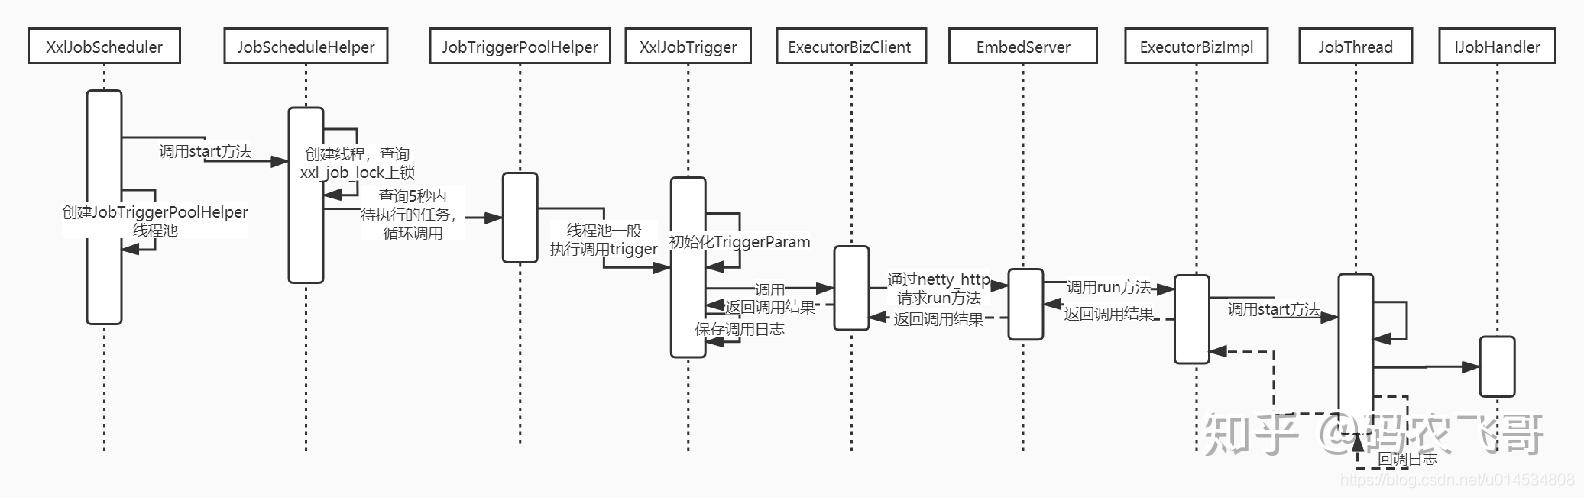 XxlJobScheduler
JobScheduleHelper
JobTriggerPoolHelper
XxlJobTrigger
ExecutorBizClient
EmbedServer
ExecutorBizImpl
JobThread
IJobHandler
调用start方法
创建JobTriggerPoolHelper
线程池
创建线程，查询
xxl_job_lock上锁
查询5秒内
待执行的任务，
循环调用
线程池一般
执行调用trigger
初始化TriggerParam
调用
返回调用结果
保存调用日志
通过netty_http
请求run方法
返回调用结果
调用run方法
返回调用结果
调用start方法
回调日志
知乎 @码农飞哥
https://blog.csdn.net/u014534808